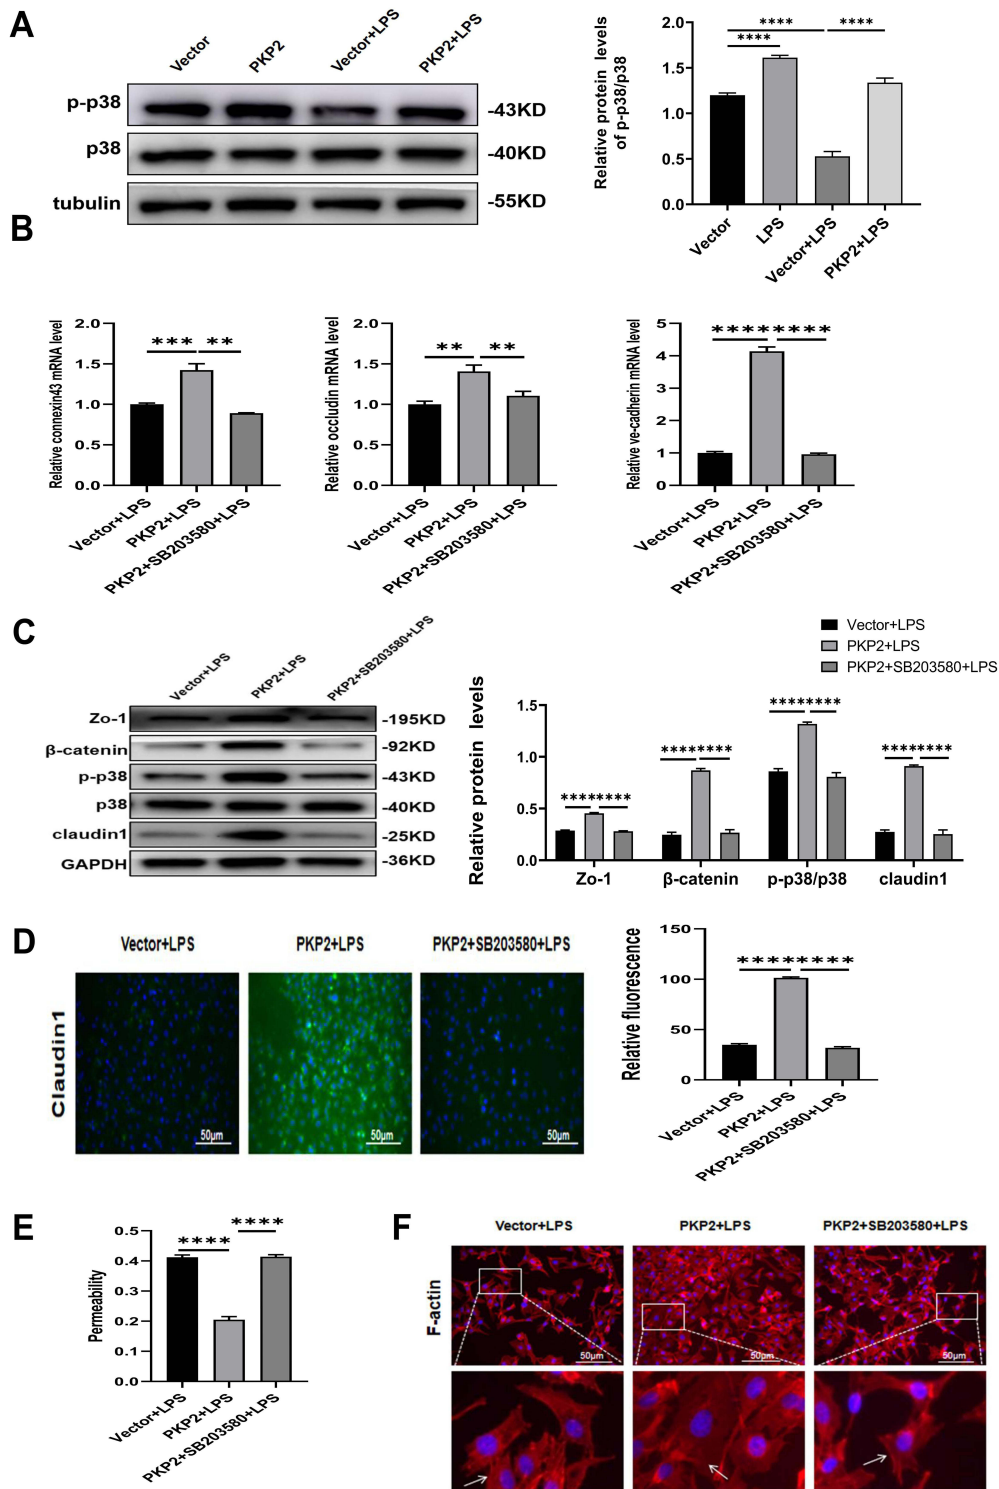 A
Vector
PKP2
Vector+LPS
PKP2+LPS
p-p38
-43KD
p38
-40KD
tubulin
-55KD
Relative protein levels
of p-p38/p38
2.0
1.5
1.0
0.5
0.0
****
****
****
Vector
LPS
Vector+LPS
PKP2+LPS
B
Relative connexin43 mRNA level
2.0
1.5
1.0
0.5
0.0
***
**
Vector+LPS
PKP2+LPS
PKP2+SB203580+LPS
Relative occludin mRNA level
2.0
1.5
1.0
0.5
0.0
**
**
Vector+LPS
PKP2+LPS
PKP2+SB203580+LPS
Relative ve-cadherin mRNA level
5
4
3
2
1
0
********
Vector+LPS
PKP2+LPS
PKP2+SB203580+LPS
C
Vector+LPS
PKP2+LPS
PKP2+SB203580+LPS
Zo-1
-195KD
β-catenin
-92KD
p-p38
-43KD
p38
-40KD
claudin1
-25KD
GAPDH
-36KD
Vector+LPS
PKP2+LPS
PKP2+SB203580+LPS
Relative protein levels
1.5
1.0
0.5
0.0
********
********
********
********
Zo-1
β-catenin
p-p38/p38
claudin1
D
Vector+LPS
PKP2+LPS
PKP2+SB203580+LPS
Claudin1
50μm
50μm
50μm
Relative fluorescence
150
100
50
0
********
Vector+LPS
PKP2+LPS
PKP2+SB203580+LPS
E
Permeability
0.5
0.4
0.3
0.2
0.1
0.0
****
****
Vector+LPS
PKP2+LPS
PKP2+SB203580+LPS
F
Vector+LPS
PKP2+LPS
PKP2+SB203580+LPS
F-actin
50μm
50μm
50μm